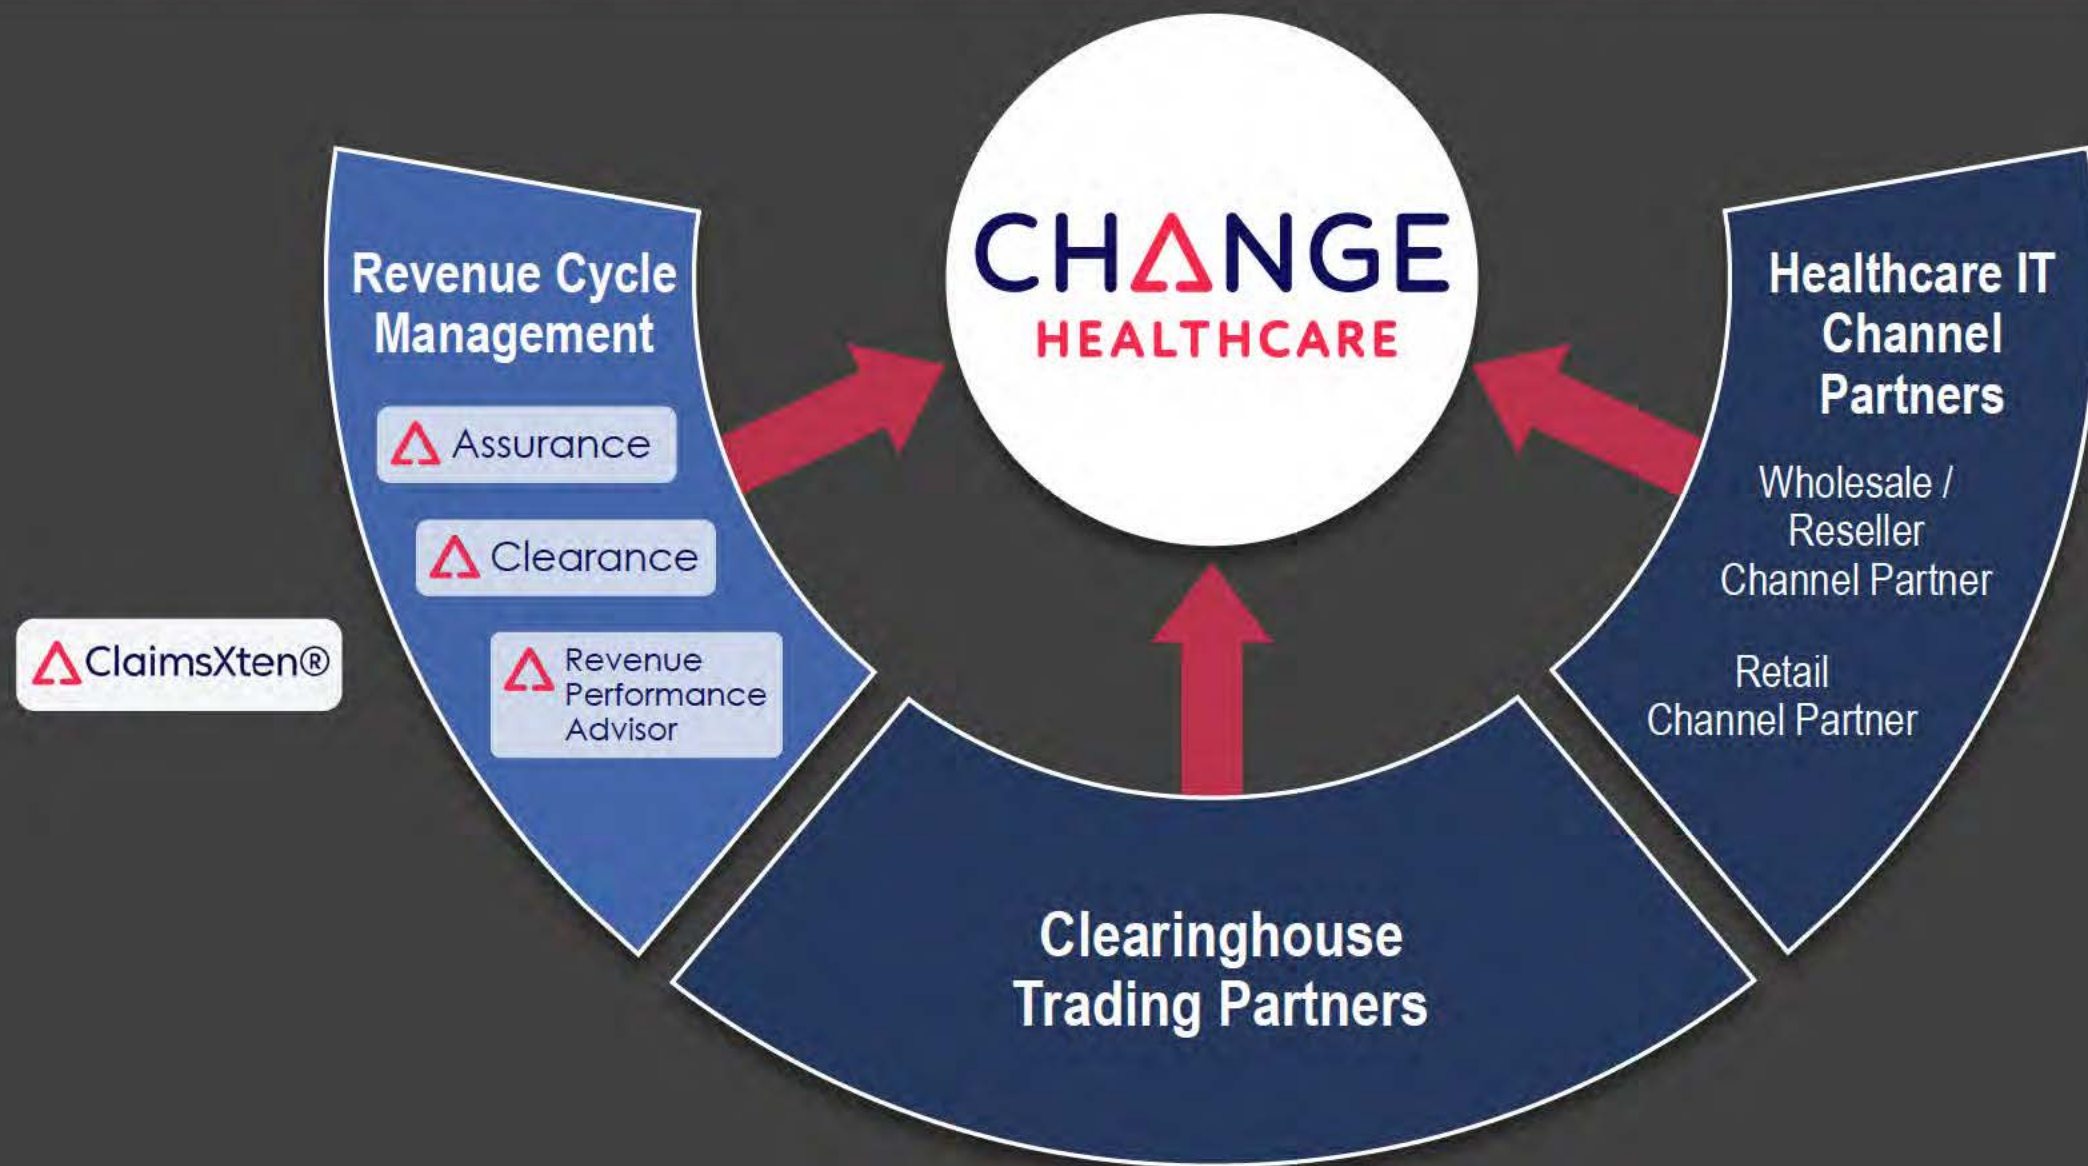 CHANGE
HEALTHCARE
Revenue Cycle
Management
Assurance
Clearance
Revenue
Performance
Advisor
ClaimsXten®
Clearinghouse
Trading Partners
Healthcare IT
Channel
Partners
Wholesale /
Reseller
Channel Partner
Retail
Channel Partner